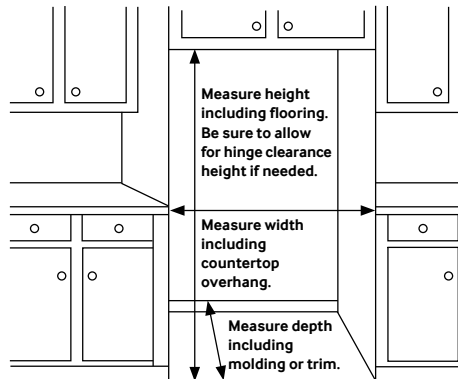 Measure height
including flooring.
Be sure to allow
for hinge clearance
height if needed.
Measure width
including
countertop
overhang.
Measure depth
including
molding or trim.